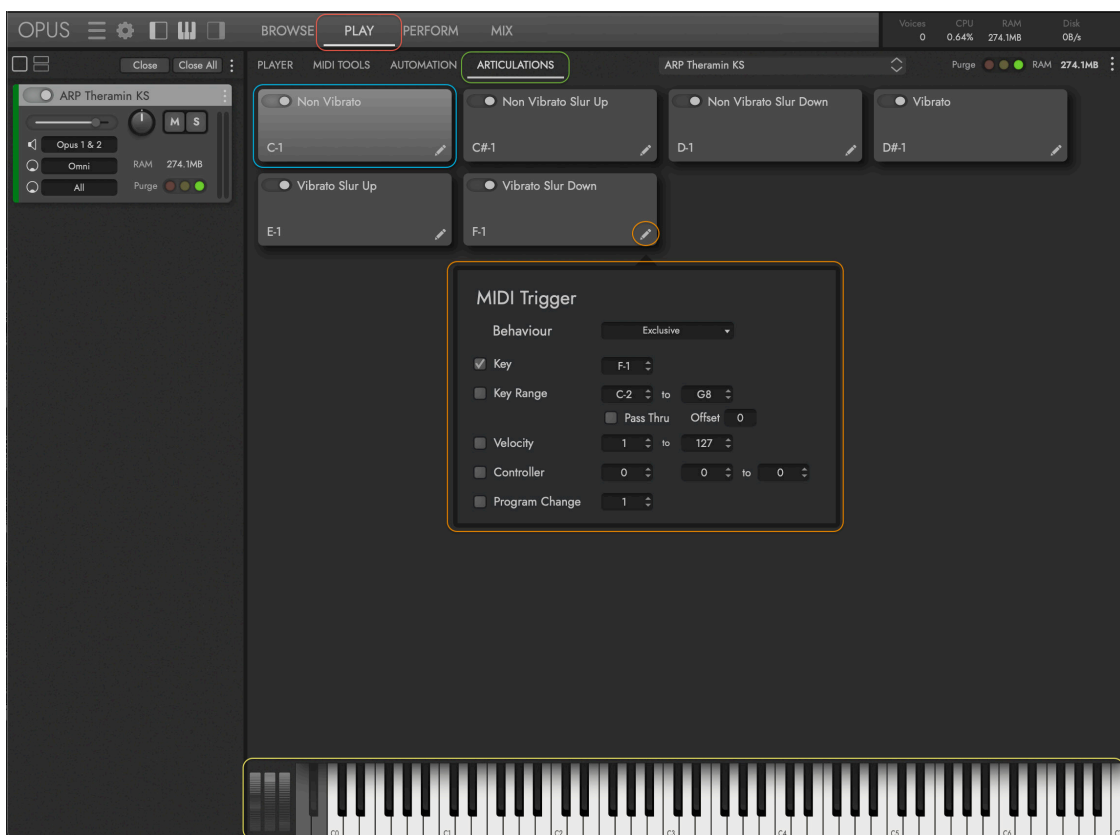 OPUS BROWSE PLAY PERFORM MIX Voices CPU RAM Disk
0 0.64% 274.1MB 0B/s
Close Close All PLAYER MIDI TOOLS AUTOMATION ARTICULATIONS ARP Theramin KS Purge RAM 274.1MB
ARP Theramin KS
M S
Opus 1 & 2
Omni RAM 274.1MB
All Purge
Non Vibrato Non Vibrato Slur Up Non Vibrato Slur Down Vibrato
C-1 C#-1 D-1 D#-1
Vibrato Slur Up Vibrato Slur Down
E-1 F-1
MIDI Trigger
Behaviour Exclusive
Key F-1
Key Range C-2 to G8
Pass Thru Offset 0
Velocity 1 to 127
Controller 0 0 to 0
Program Change 1
C0 C1 C2 C3 C4 C5 C6